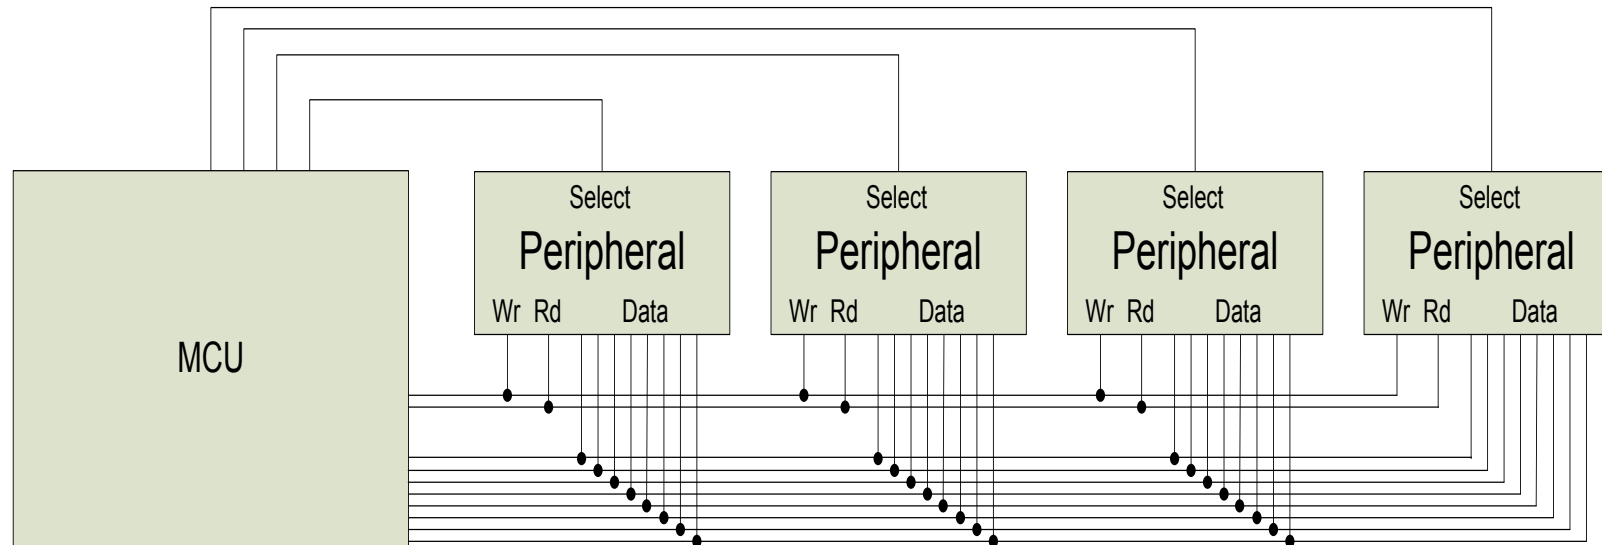 MCU
Select
Peripheral
Wr Rd Data
Select
Peripheral
Wr Rd Data
Select
Peripheral
Wr Rd Data
Select
Peripheral
Wr Rd Data